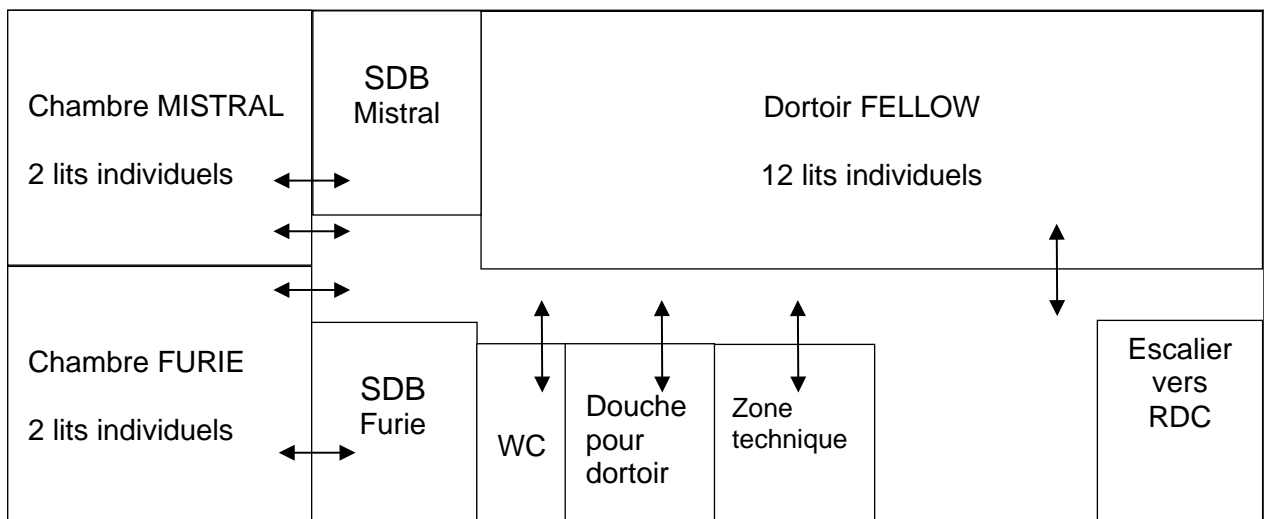 Chambre MISTRAL
2 lits individuels
SDB
Mistral
Dortoir FELLOW
12 lits individuels
Chambre FURIE
2 lits individuels
SDB
Furie
WC
Douche
pour
dortoir
Zone
technique
Escalier
vers
RDC